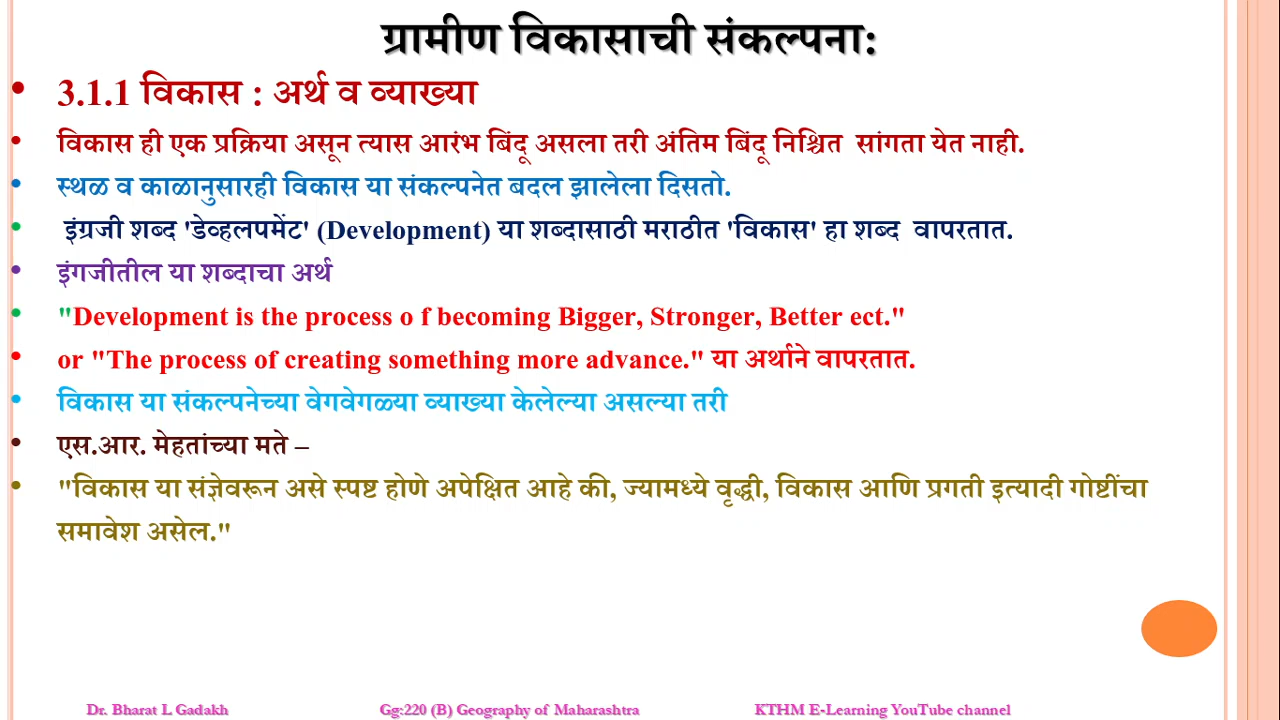 ग्रामीण विकासाची संकल्पना:
• 3.1.1 विकास : अर्थ व व्याख्या
• विकास ही एक प्रक्रिया असून त्यास आरंभ बिंदू असला तरी अंतिम बिंदू निश्चित सांगता येत नाही.
• स्थळ व काळानुसारही विकास या संकल्पनेत बदल झालेला दिसतो.
• इंग्रजी शब्द 'डेव्हलपमेंट' (Development) या शब्दासाठी मराठीत 'विकास' हा शब्द वापरतात.
• इंगजीतील या शब्दाचा अर्थ
• "Development is the process o f becoming Bigger, Stronger, Better ect."
• or "The process of creating something more advance." या अर्थाने वापरतात.
• विकास या संकल्पनेच्या वेगवेगळ्या व्याख्या केलेल्या असल्या तरी
• एस.आर. मेहतांच्या मते –
• "विकास या संज्ञेवरून असे स्पष्ट होणे अपेक्षित आहे की, ज्यामध्ये वृद्धी, विकास आणि प्रगती इत्यादी गोष्टींचा
समावेश असेल."
Dr. Bharat L Gadakh Gg:220 (B) Geography of Maharashtra KTHM E-Learning YouTube channel